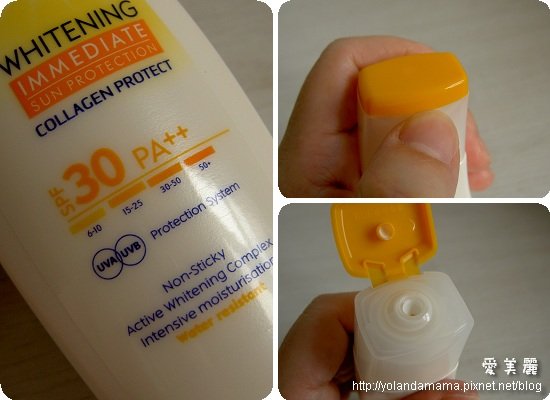 WHITENING
IMMEDIATE
SUN PROTECTION
COLLAGEN PROTECT
SPF 30 PA++
6-10 15-25 30-50 50+
UVA UVB Protection System
Non-Sticky
Active Whitening Complex
Intensive moisturisation
Water resistant
愛美麗
http://yolandamama.pixnet.net/blog